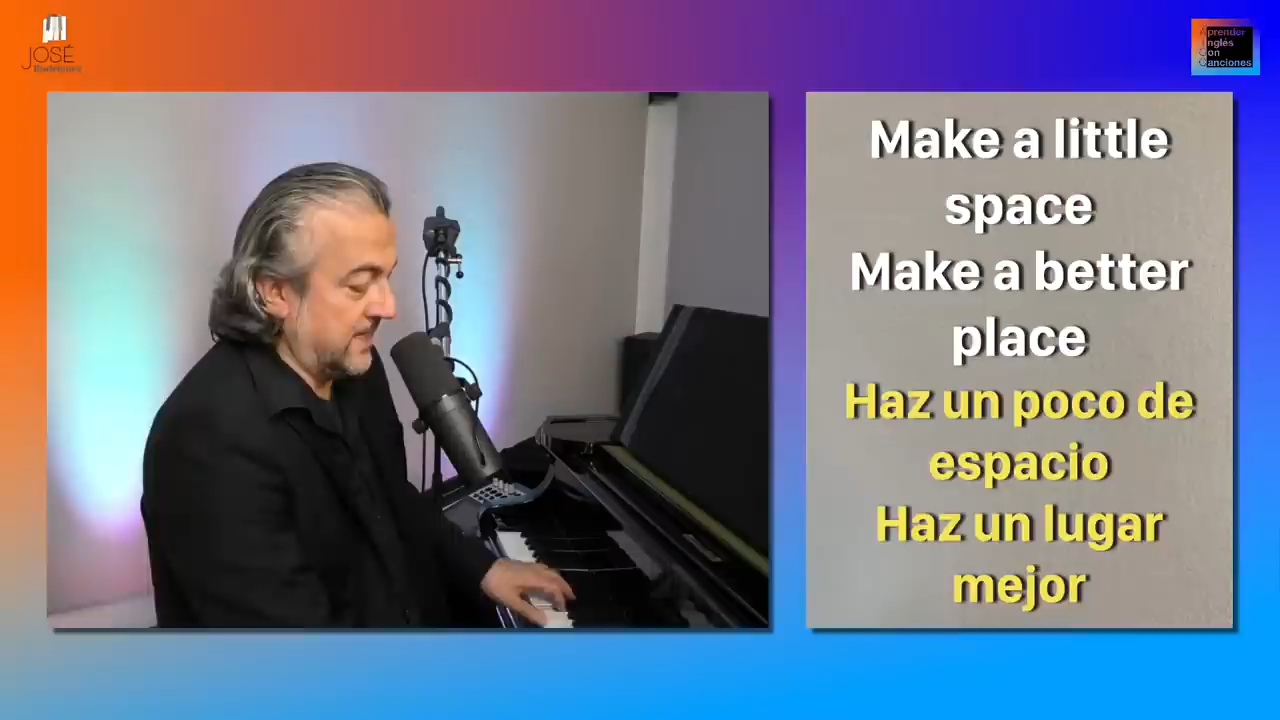 JOSÉ
Rodríguez
Aprender
Inglés
Con
Canciones
Make a little
space
Make a better
place
Haz un poco de
espacio
Haz un lugar
mejor